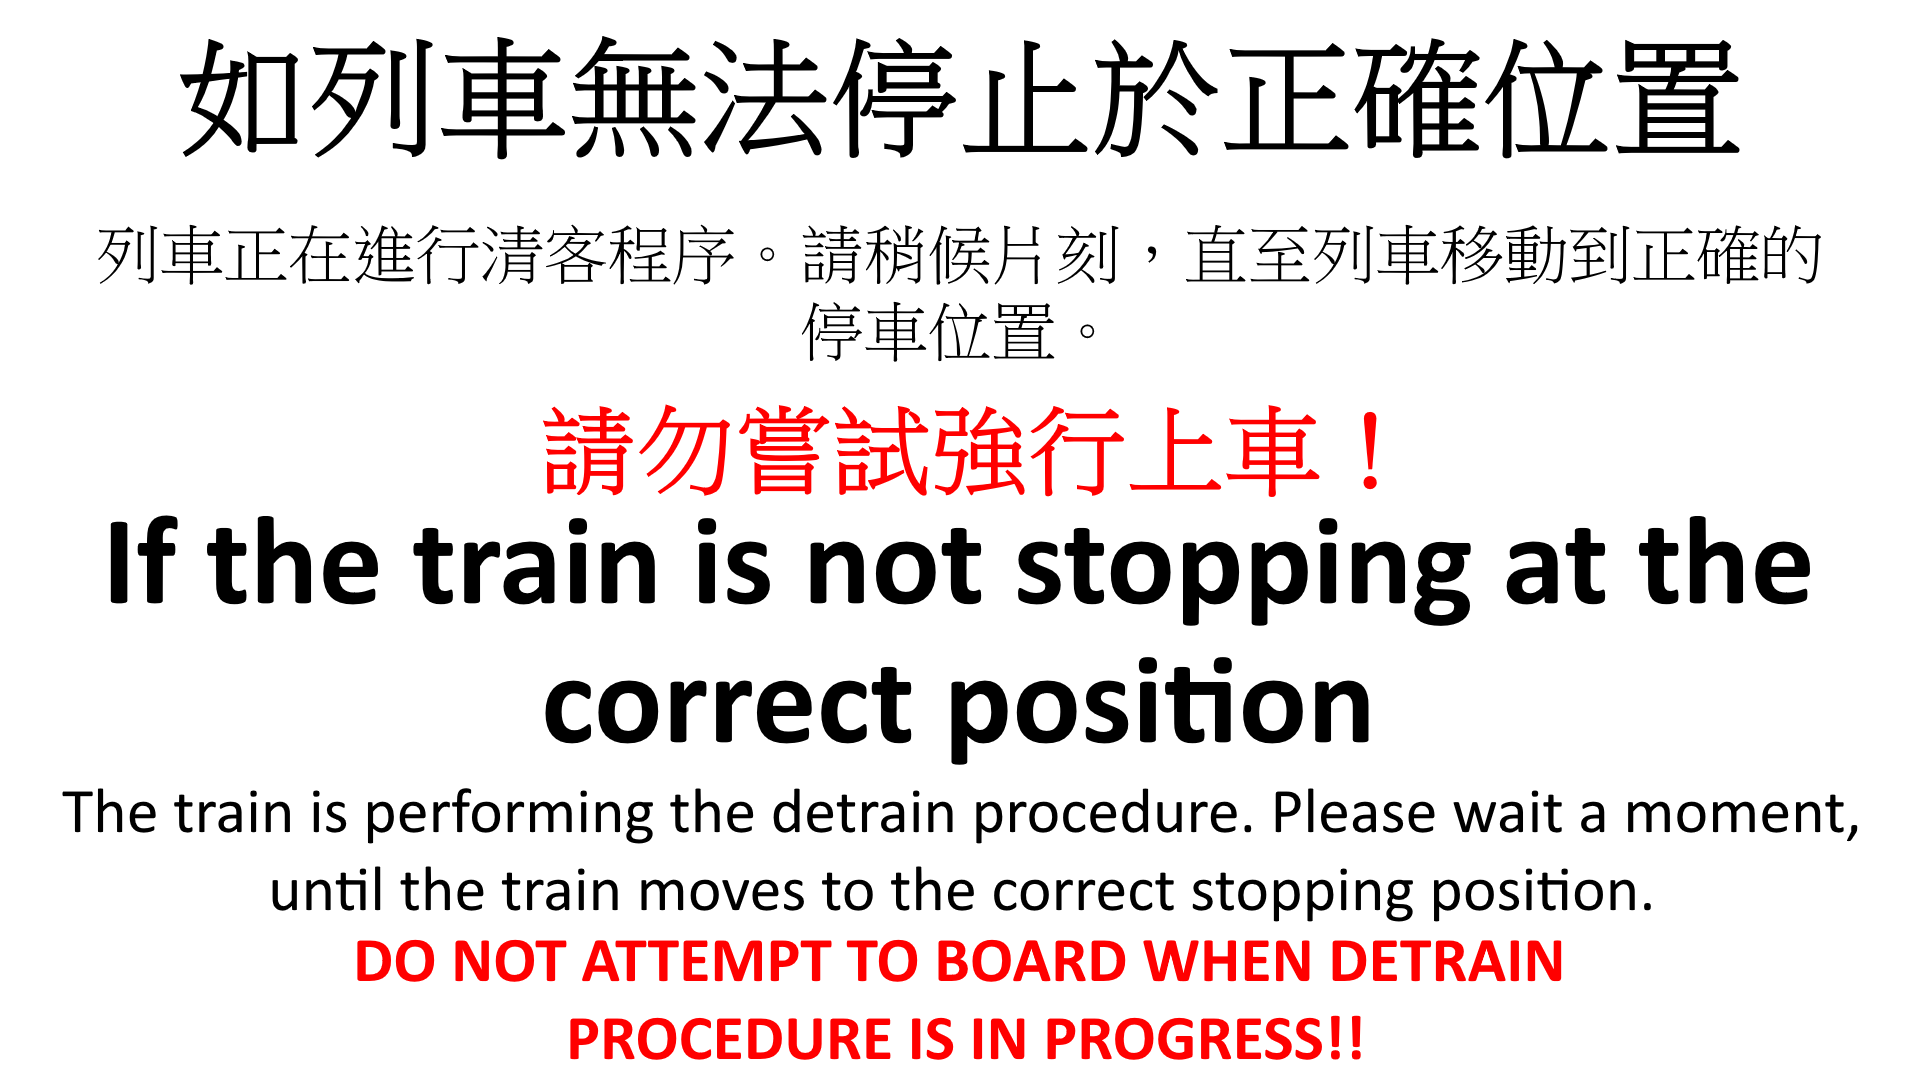 如列車無法停止於正確位置
列車正在進行清客程序。請稍候片刻，直至列車移動到正確的
停車位置。
請勿嘗試強行上車！
If the train is not stopping at the
correct position
The train is performing the detrain procedure. Please wait a moment,
until the train moves to the correct stopping position.
DO NOT ATTEMPT TO BOARD WHEN DETRAIN
PROCEDURE IS IN PROGRESS!!